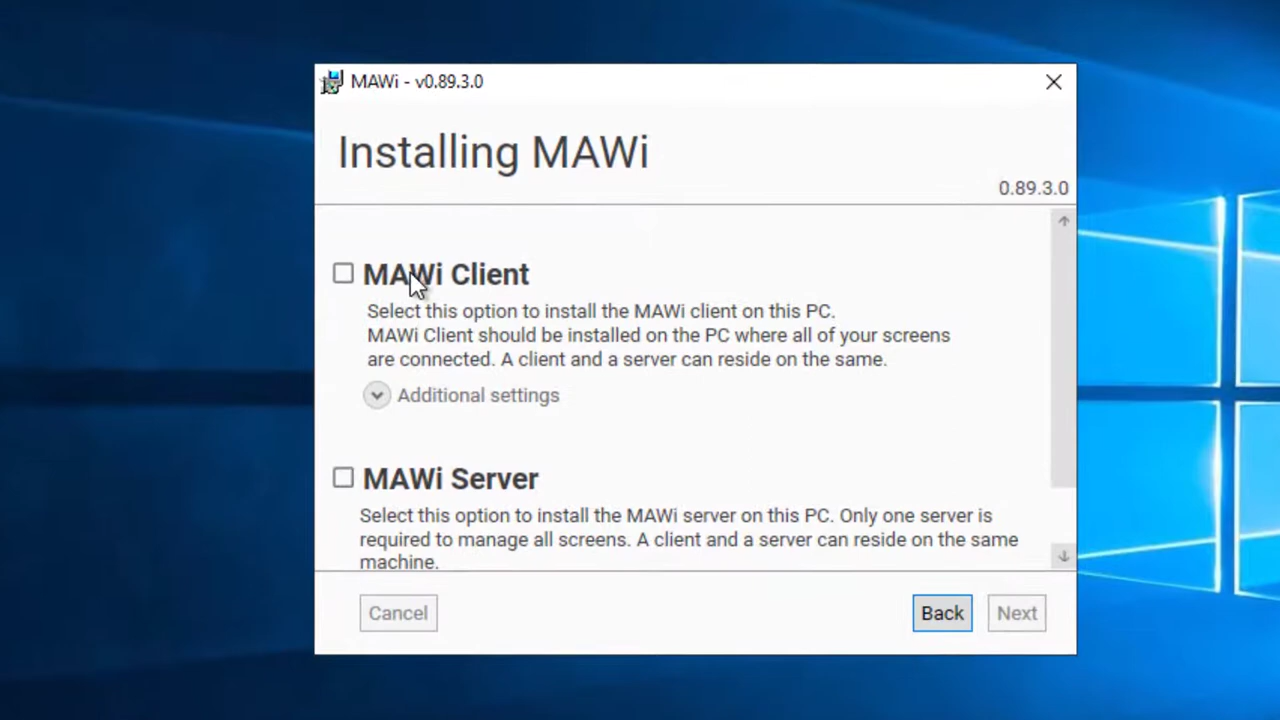 MAWi - v0.89.3.0
Installing MAWi
0.89.3.0
MAWi Client
Select this option to install the MAWi client on this PC.
MAWi Client should be installed on the PC where all of your screens
are connected. A client and a server can reside on the same.
Additional settings
MAWi Server
Select this option to install the MAWi server on this PC. Only one server is
required to manage all screens. A client and a server can reside on the same
machine.
Cancel
Back
Next